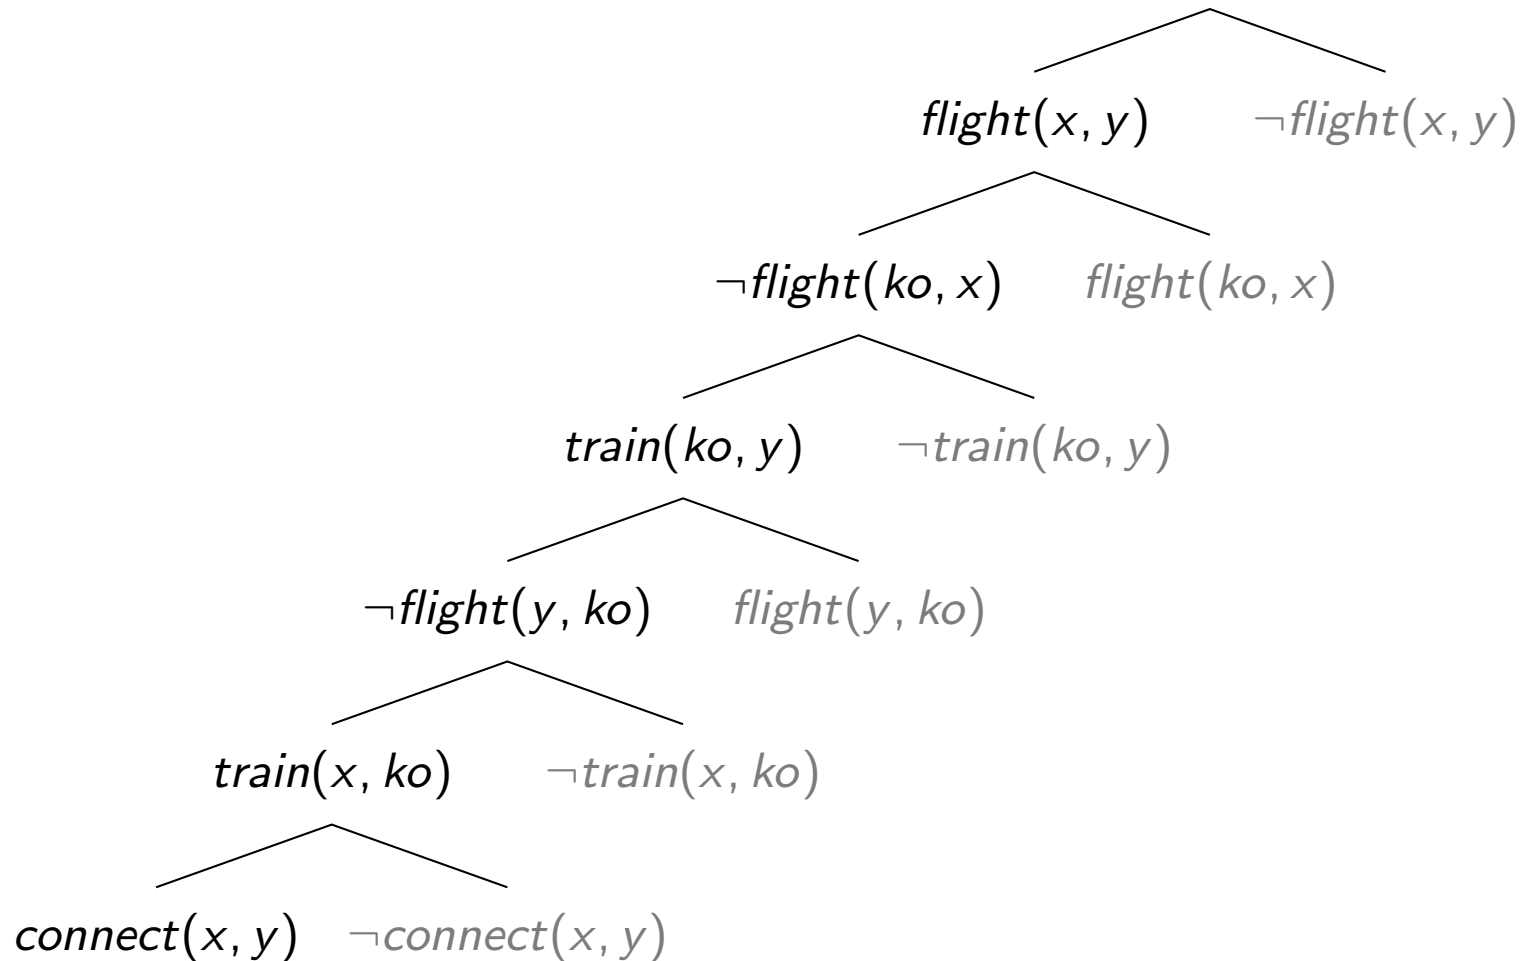 flight(x, y) ¬flight(x, y)
¬flight(ko, x) flight(ko, x)
train(ko, y) ¬train(ko, y)
¬flight(y, ko) flight(y, ko)
train(x, ko) ¬train(x, ko)
connect(x, y) ¬connect(x, y)